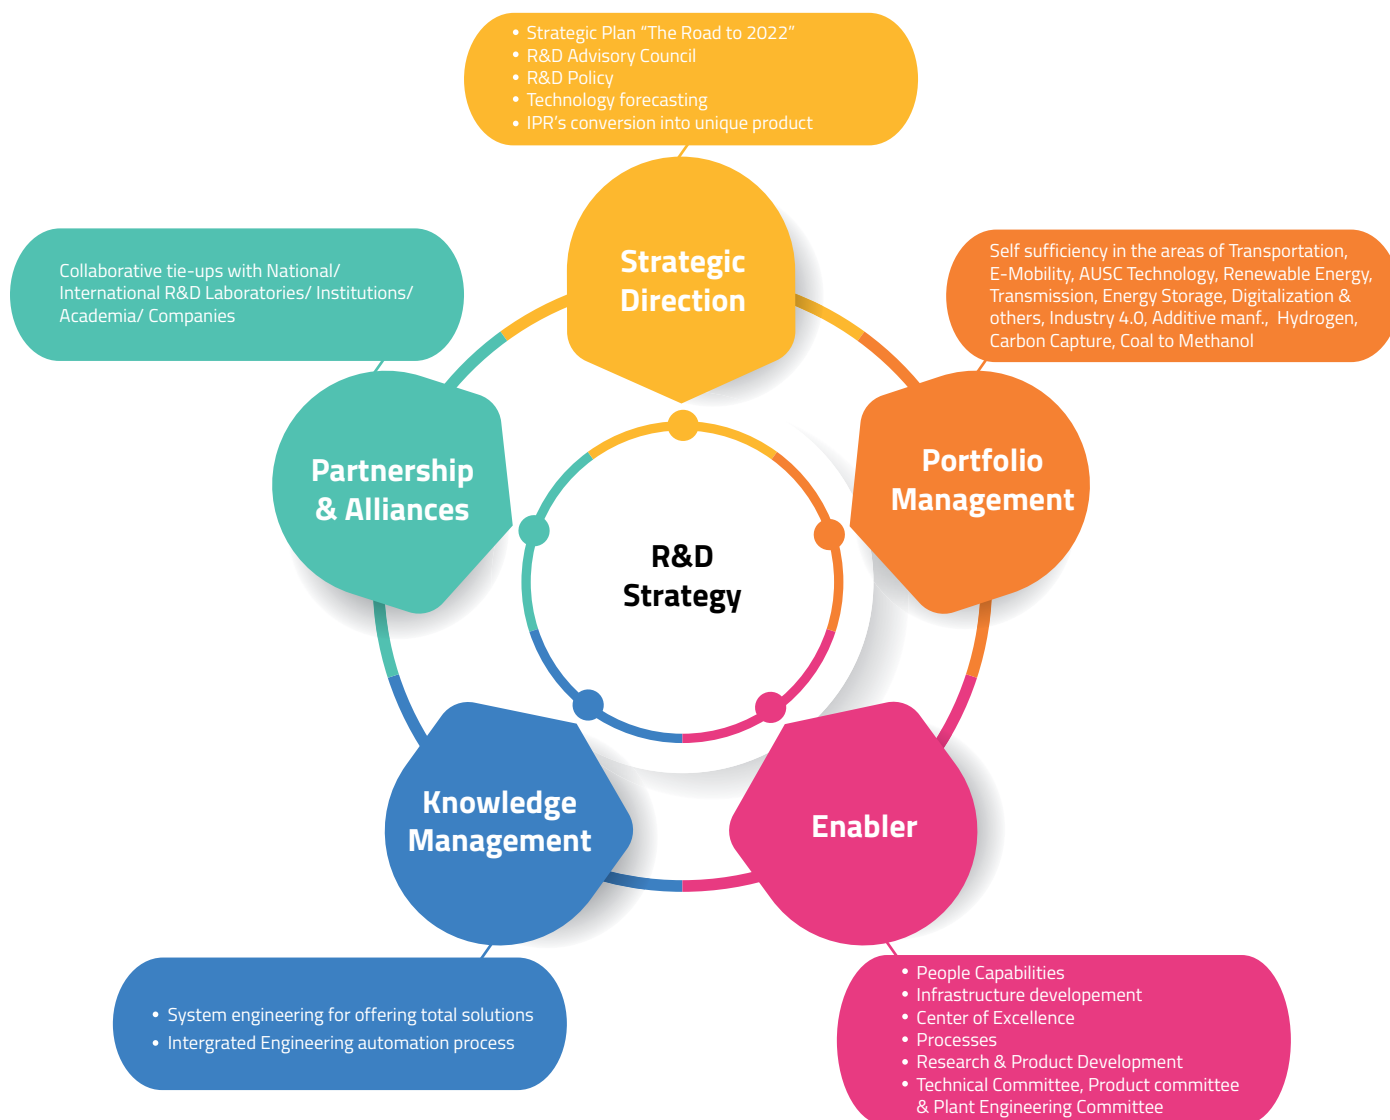 • Strategic Plan “The Road to 2022”
• R&D Advisory Council
• R&D Policy
• Technology forecasting
• IPR’s conversion into unique product
Strategic
Direction
Collaborative tie-ups with National/
International R&D Laboratories/ Institutions/
Academia/ Companies
Self sufficiency in the areas of Transportation,
E-Mobility, AUSC Technology, Renewable Energy,
Transmission, Energy Storage, Digitalization &
others, Industry 4.0, Additive manf., Hydrogen,
Carbon Capture, Coal to Methanol
Partnership
& Alliances
Portfolio
Management
R&D
Strategy
Knowledge
Management
Enabler
• System engineering for offering total solutions
• Intergrated Engineering automation process
• People Capabilities
• Infrastructure developement
• Center of Excellence
• Processes
• Research & Product Development
• Technical Committee, Product committee
& Plant Engineering Committee